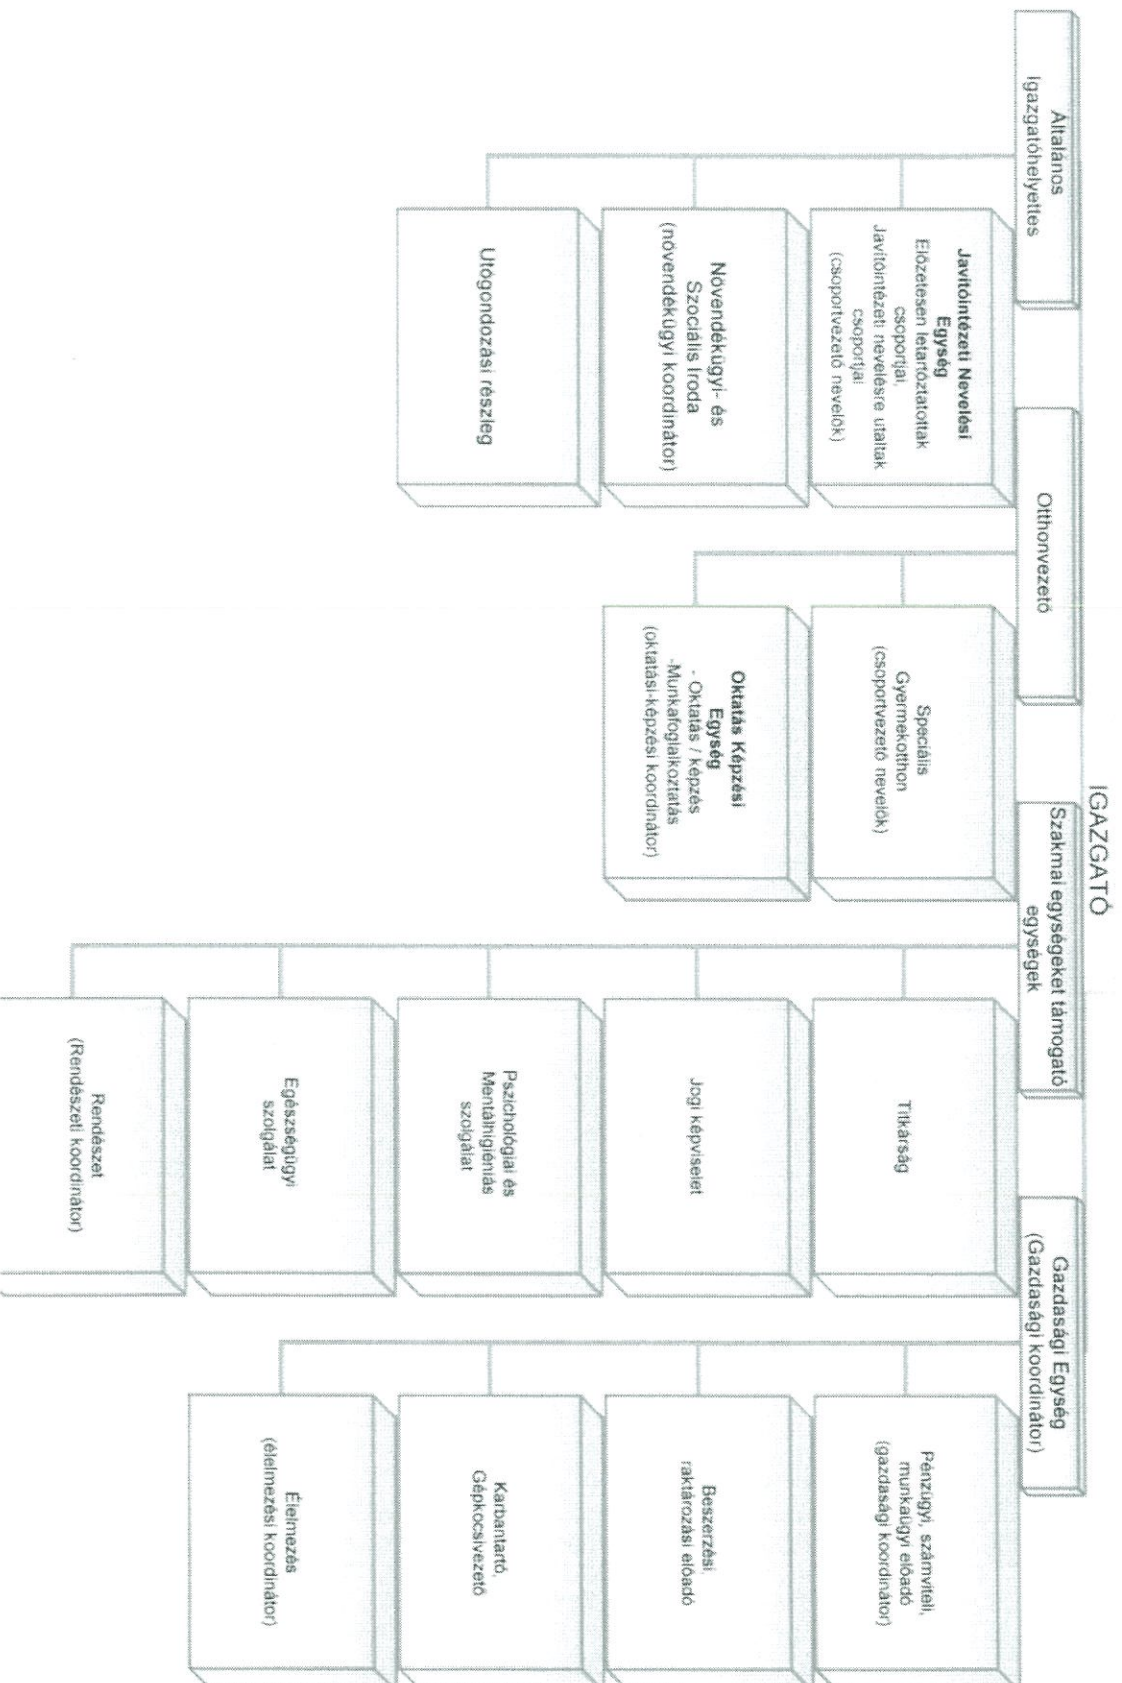 IGAZGATÓ
Általános
Igazgatóhelyettes
Javítóintézeti Nevelési
Egység
Előzetesen letartóztatottak
csoportjai,
Javítóintézeti nevelésre utaltak
csoportjai
(csoportvezető nevelők)
Növendékügyi- és
Szociális Iroda
(növendékügyi koordinátor)
Utógondozási részleg
Otthonvezető
Speciális
Gyermekotthon
(csoportvezető nevelők)
Oktatás Képzési
Egység
- Oktatás / képzés
-Munkafoglalkoztatás
(oktatási-képzési koordinátor)
Szakmai egységeket támogató
egységek
Titkárság
Jogi képviselet
Pszichológiai és
Mentálhigiéniás
szolgálat
Egészségügyi
szolgálat
Rendészet
(Rendészeti koordinátor)
Gazdasági Egység
(Gazdasági koordinátor)
Pénzügyi, számviteli,
munkaügyi előadó
(gazdasági koordinátor)
Beszerzési,
raktározási előadó
Karbantartó,
Gépkocsivezető
Élelmezés
(élelmezési koordinátor)